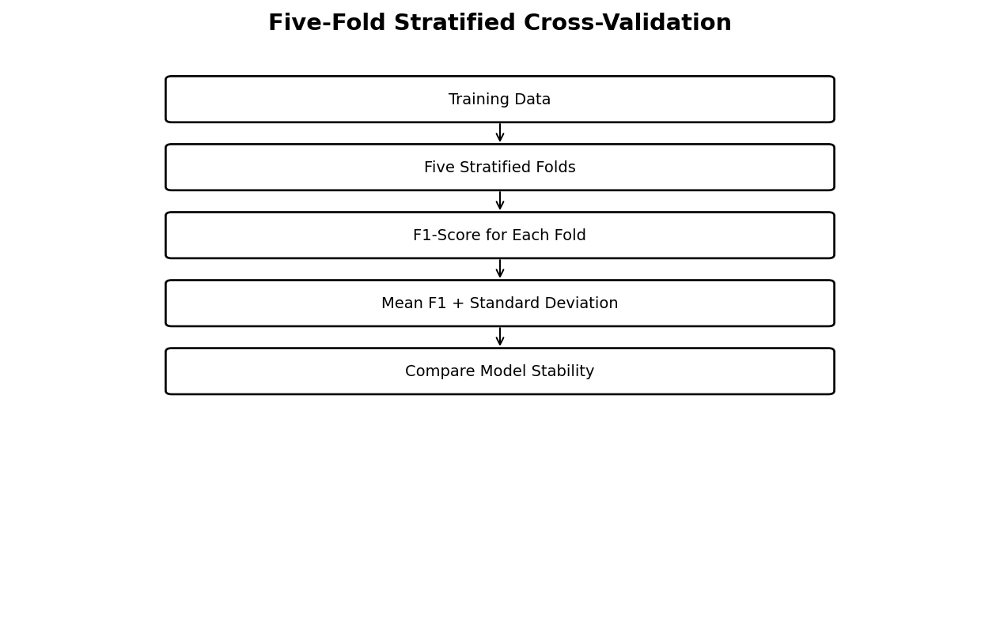 Five-Fold Stratified Cross-Validation
Training Data
Five Stratified Folds
F1-Score for Each Fold
Mean F1 + Standard Deviation
Compare Model Stability